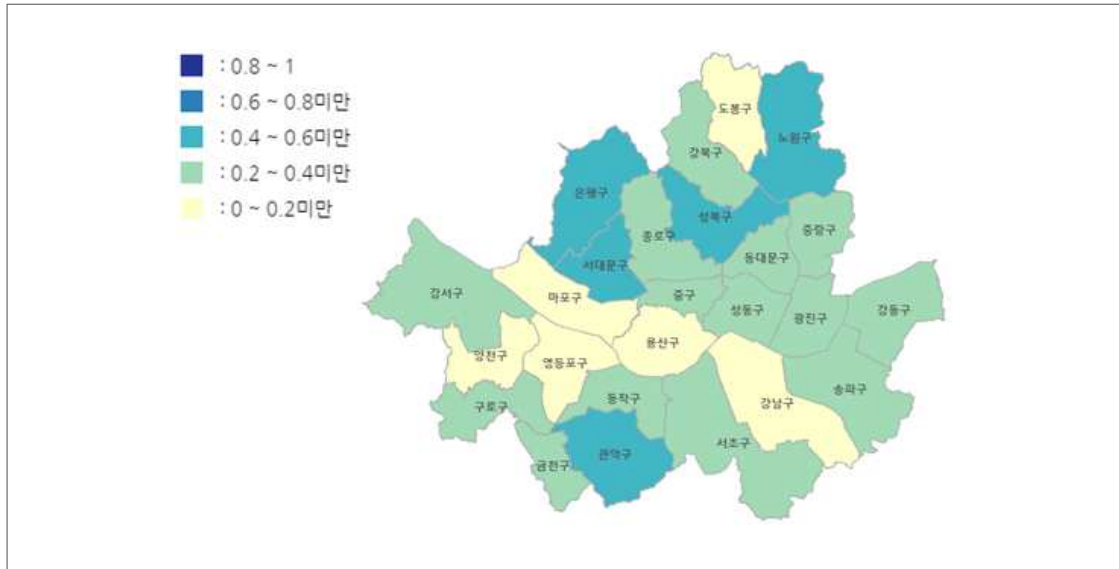 : 0.8 ~ 1
: 0.6 ~ 0.8미만
: 0.4 ~ 0.6미만
: 0.2 ~ 0.4미만
: 0 ~ 0.2미만
도봉구
노원구
강북구
은평구
성북구
중랑구
종로구
동대문구
서대문구
강서구
마포구
중구
성동구
광진구
강동구
용산구
양천구
영등포구
송파구
동작구
구로구
강남구
서초구
관악구
금천구